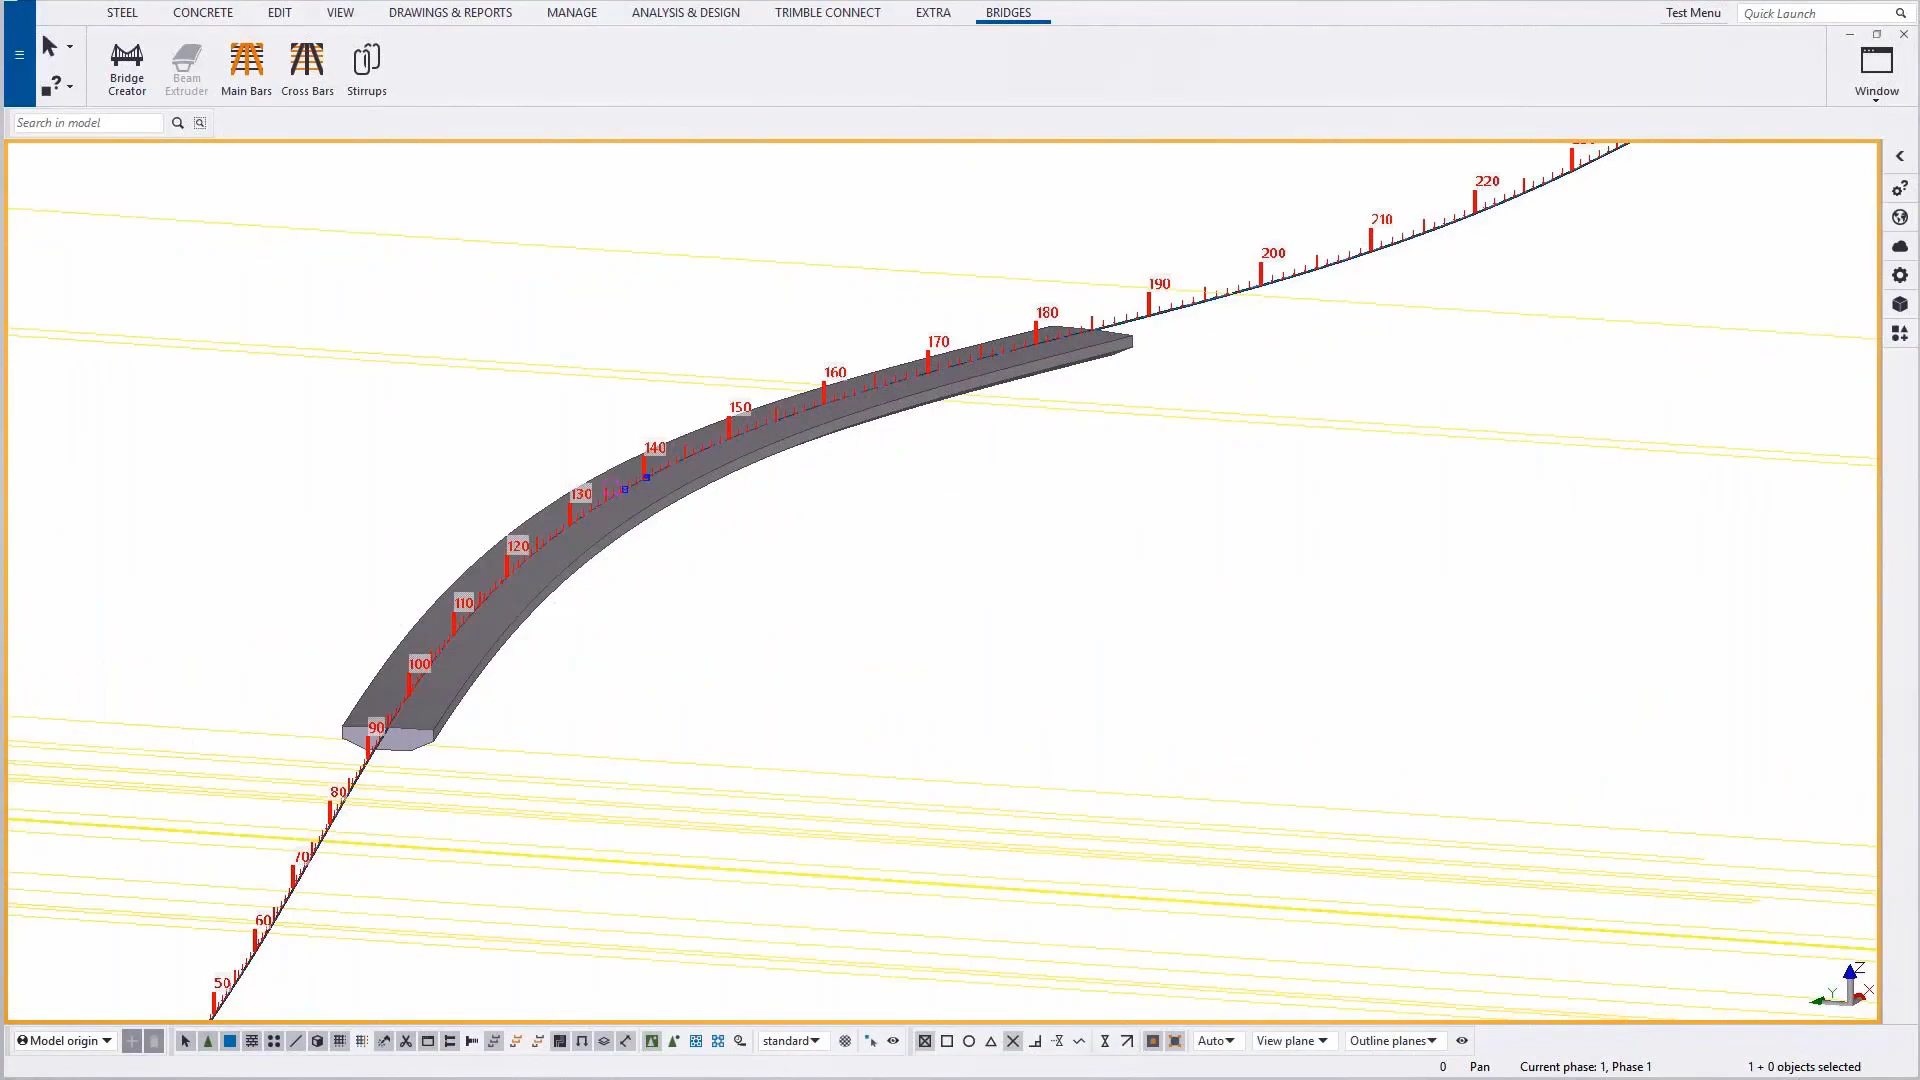 STEEL CONCRETE EDIT VIEW DRAWINGS & REPORTS MANAGE ANALYSIS & DESIGN TRIMBLE CONNECT EXTRA BRIDGES Test Menu Quick Launch
Bridge Creator
Beam Extruder
Main Bars
Cross Bars
Stirrups
Window
Search in model
220
210
200
190
180
170
160
150
140
130
120
110
100
90
80
70
60
50
Z
Y
X
Model origin standard Auto View plane Outline planes
0 Pan Current phase: 1, Phase 1 1 + 0 objects selected